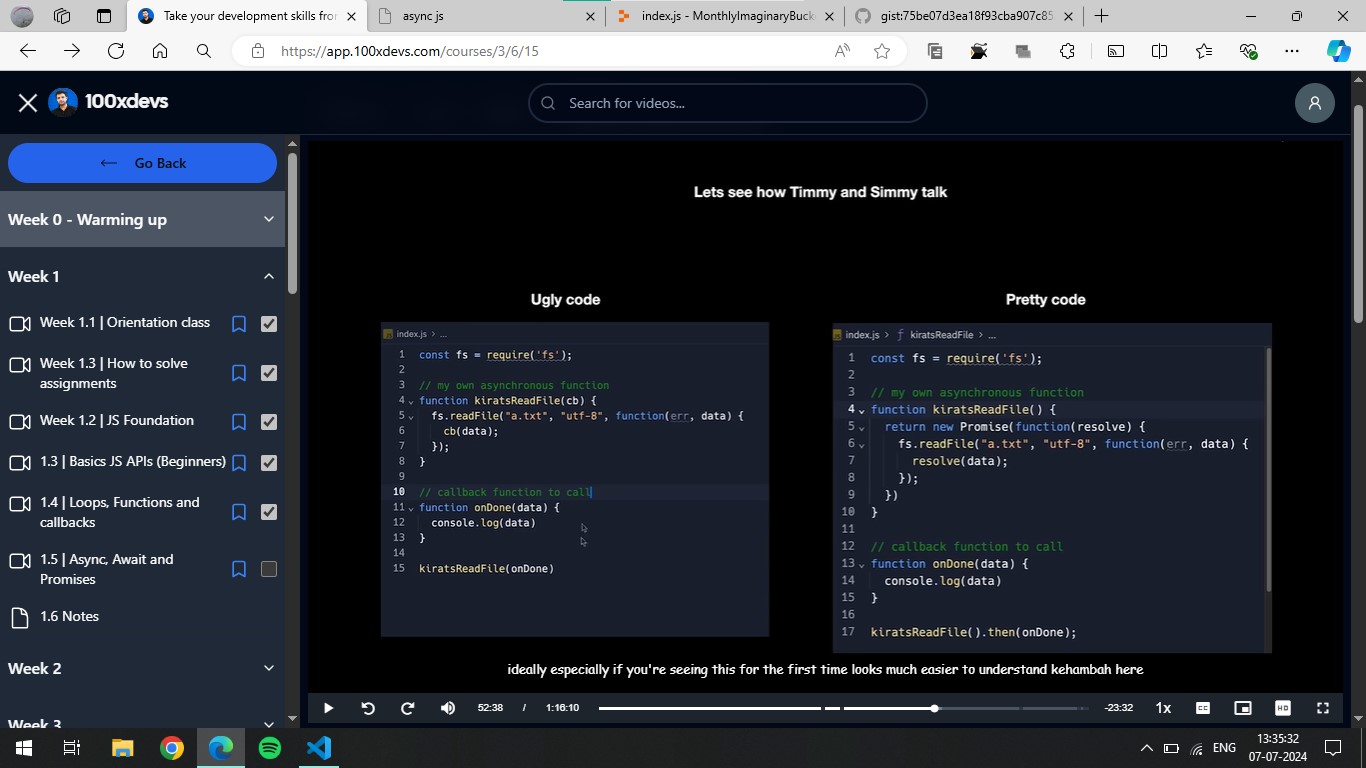 Take your development skills fro
async js
index.js - MonthlyImaginaryBuck
gist:75be07d3ea18f93cba907c85
https://app.100xdevs.com/courses/3/6/15
100xdevs
Search for videos...
Go Back
Week 0 - Warming up
Week 1
Week 1.1 | Orientation class
Week 1.3 | How to solve
assignments
Week 1.2 | JS Foundation
1.3 | Basics JS APIs (Beginners)
1.4 | Loops, Functions and
callbacks
1.5 | Async, Await and
Promises
1.6 Notes
Week 2
Week 3
Lets see how Timmy and Simmy talk
Ugly code
index.js > ...
1 const fs = require('fs');
2
3 // my own asynchronous function
4 function kiratsReadFile(cb) {
5 fs.readFile("a.txt", "utf-8", function(err, data) {
6 cb(data);
7 });
8 }
9
10 // callback function to call
11 function onDone(data) {
12 console.log(data)
13 }
14
15 kiratsReadFile(onDone)
Pretty code
index.js > f kiratsReadFile > ...
1 const fs = require('fs');
2
3 // my own asynchronous function
4 function kiratsReadFile() {
5 return new Promise(function(resolve) {
6 fs.readFile("a.txt", "utf-8", function(err, data) {
7 resolve(data);
8 });
9 })
10 }
11
12 // callback function to call
13 function onDone(data) {
14 console.log(data)
15 }
16
17 kiratsReadFile().then(onDone);
ideally especially if you're seeing this for the first time looks much easier to understand kehambah here
52:38 / 1:16:10
-23:32
1x
CC
HD
ENG
13:35:32
07-07-2024